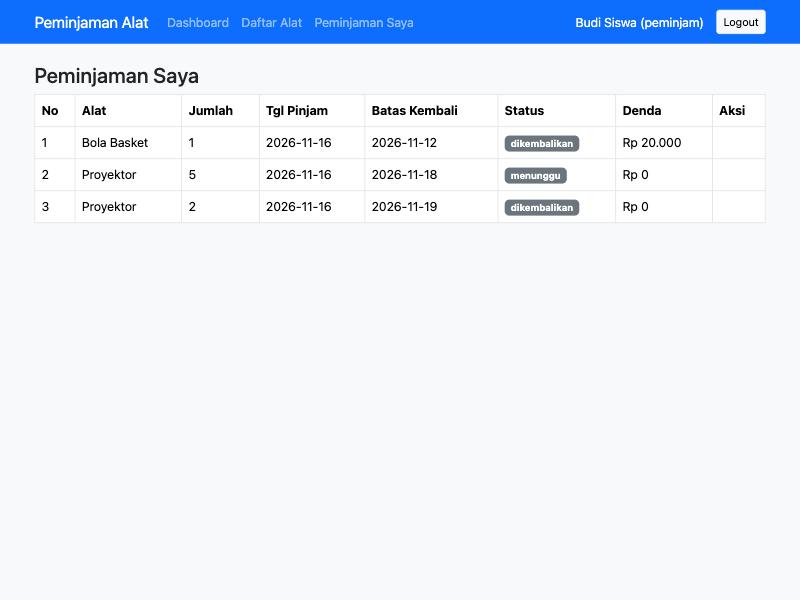 Peminjaman Alat Dashboard Daftar Alat Peminjaman Saya Budi Siswa (peminjam) Logout
Peminjaman Saya
No Alat Jumlah Tgl Pinjam Batas Kembali Status Denda Aksi
1 Bola Basket 1 2026-11-16 2026-11-12 dikembalikan Rp 20.000
2 Proyektor 5 2026-11-16 2026-11-18 menunggu Rp 0
3 Proyektor 2 2026-11-16 2026-11-19 dikembalikan Rp 0